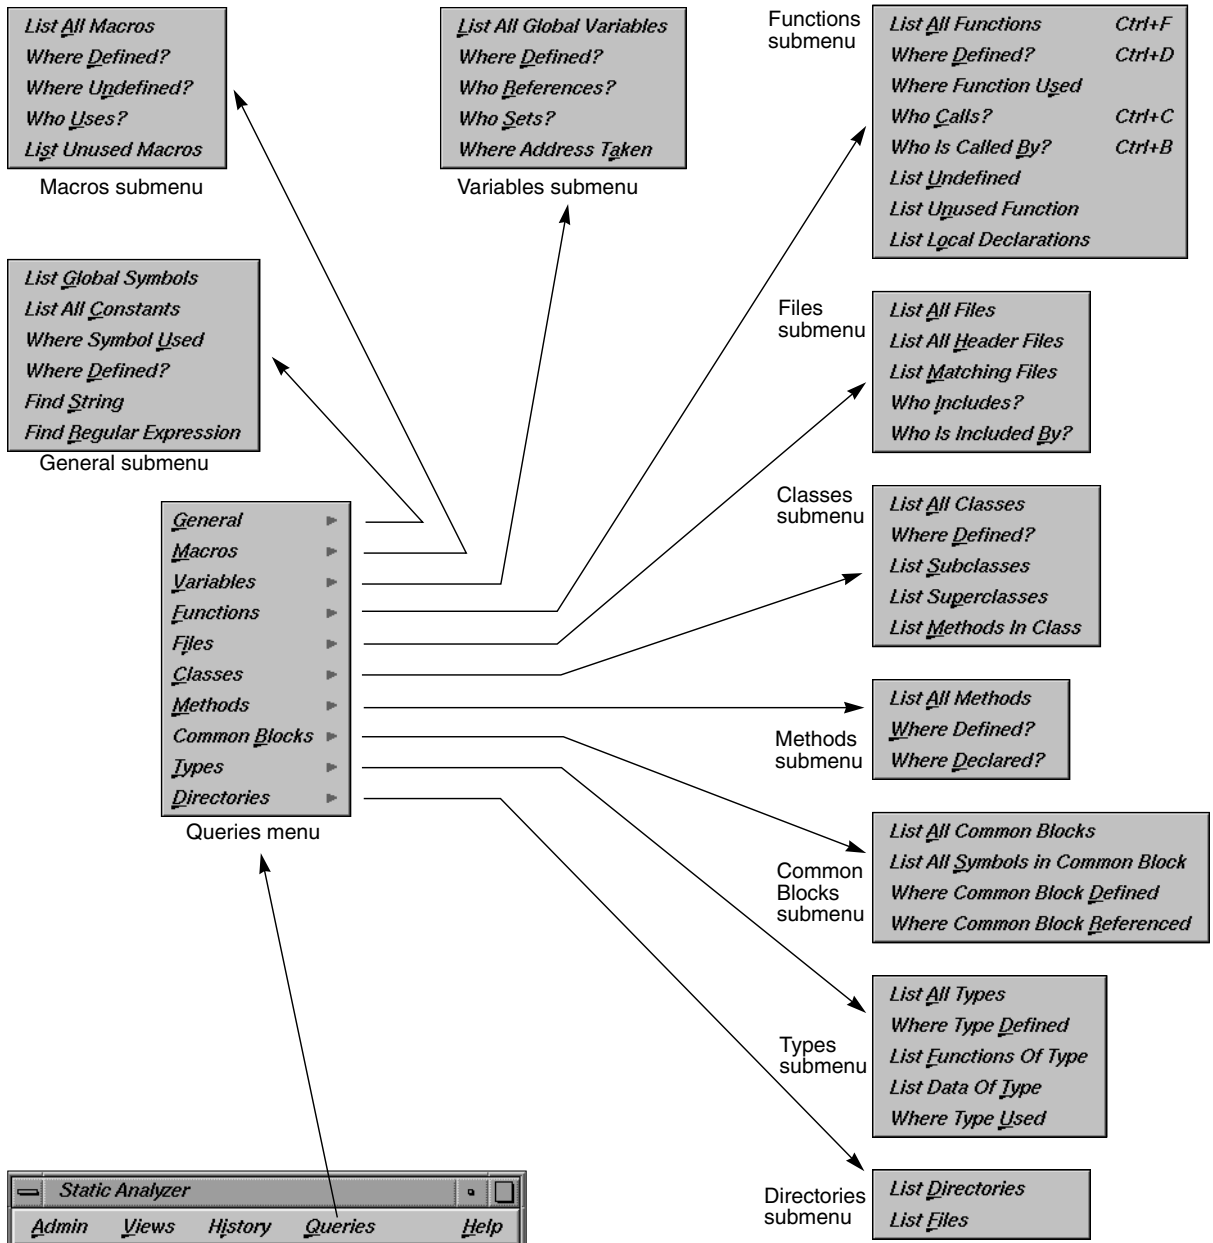 List All Macros
Where Defined?
Where Undefined?
Who Uses?
List Unused Macros
Macros submenu
List All Global Variables
Where Defined?
Who References?
Who Sets?
Where Address Taken
Variables submenu
Functions
submenu
List All Functions Ctrl+F
Where Defined? Ctrl+D
Where Function Used
Who Calls? Ctrl+C
Who Is Called By? Ctrl+B
List Undefined
List Unused Function
List Local Declarations
List Global Symbols
List All Constants
Where Symbol Used
Where Defined?
Find String
Find Regular Expression
General submenu
Files
submenu
List All Files
List All Header Files
List Matching Files
Who Includes?
Who Is Included By?
Classes
submenu
List All Classes
Where Defined?
List Subclasses
List Superclasses
List Methods In Class
General
Macros
Variables
Functions
Files
Classes
Methods
Common Blocks
Types
Directories
Queries menu
Methods
submenu
List All Methods
Where Defined?
Where Declared?
Common
Blocks
submenu
List All Common Blocks
List All Symbols in Common Block
Where Common Block Defined
Where Common Block Referenced
Types
submenu
List All Types
Where Type Defined
List Functions Of Type
List Data Of Type
Where Type Used
Directories
submenu
List Directories
List Files
Static Analyzer
Admin Views History Queries Help